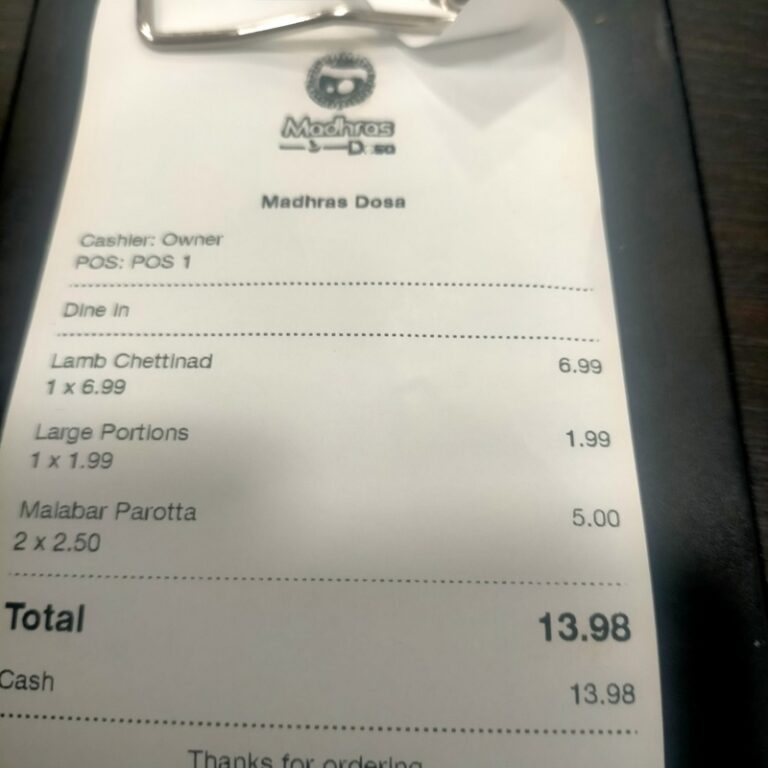 Madhras
Dosa
Madhras Dosa
Cashier: Owner
POS: POS 1
Dine in
Lamb Chettinad 6.99
1 x 6.99
Large Portions 1.99
1 x 1.99
Malabar Parotta 5.00
2 x 2.50
Total 13.98
Cash 13.98
Thanks for ordering